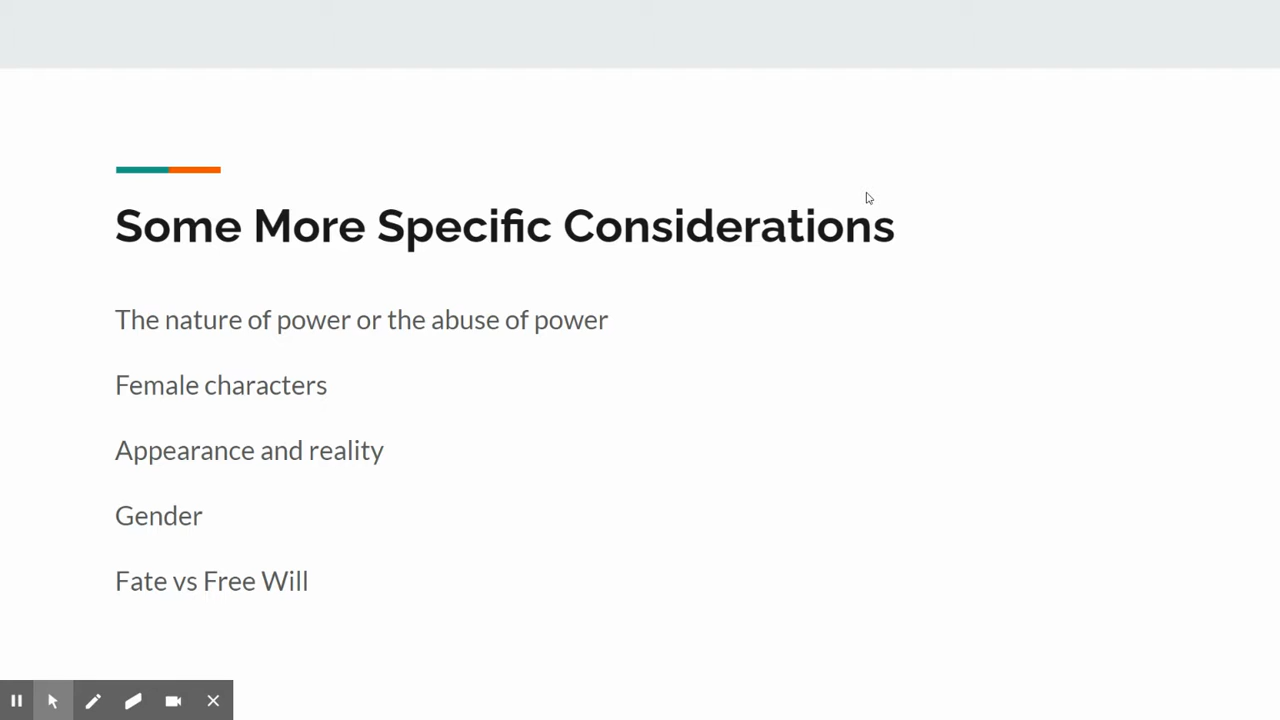 Some More Specific Considerations
The nature of power or the abuse of power
Female characters
Appearance and reality
Gender
Fate vs Free Will